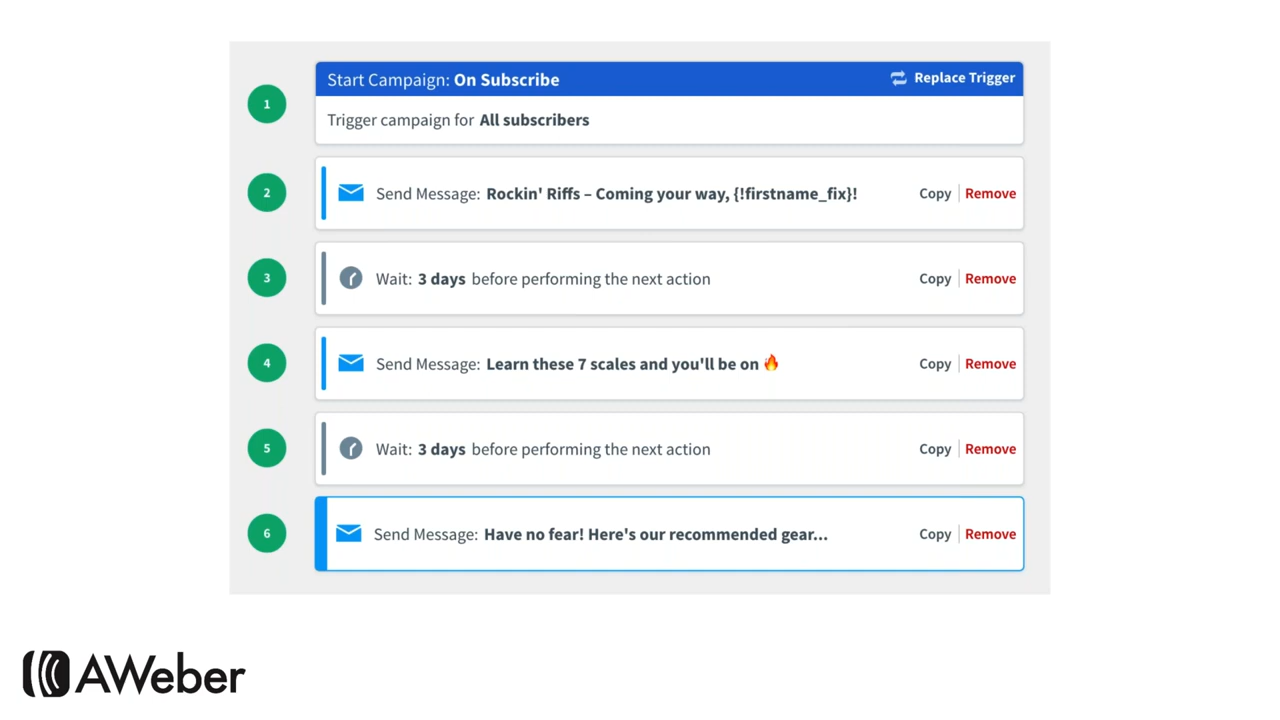 1
Start Campaign: On Subscribe
Replace Trigger
Trigger campaign for All subscribers
2
Send Message: Rockin' Riffs – Coming your way, {!firstname_fix}!
Copy | Remove
3
Wait: 3 days before performing the next action
Copy | Remove
4
Send Message: Learn these 7 scales and you'll be on 🔥
Copy | Remove
5
Wait: 3 days before performing the next action
Copy | Remove
6
Send Message: Have no fear! Here's our recommended gear...
Copy | Remove
AWeber